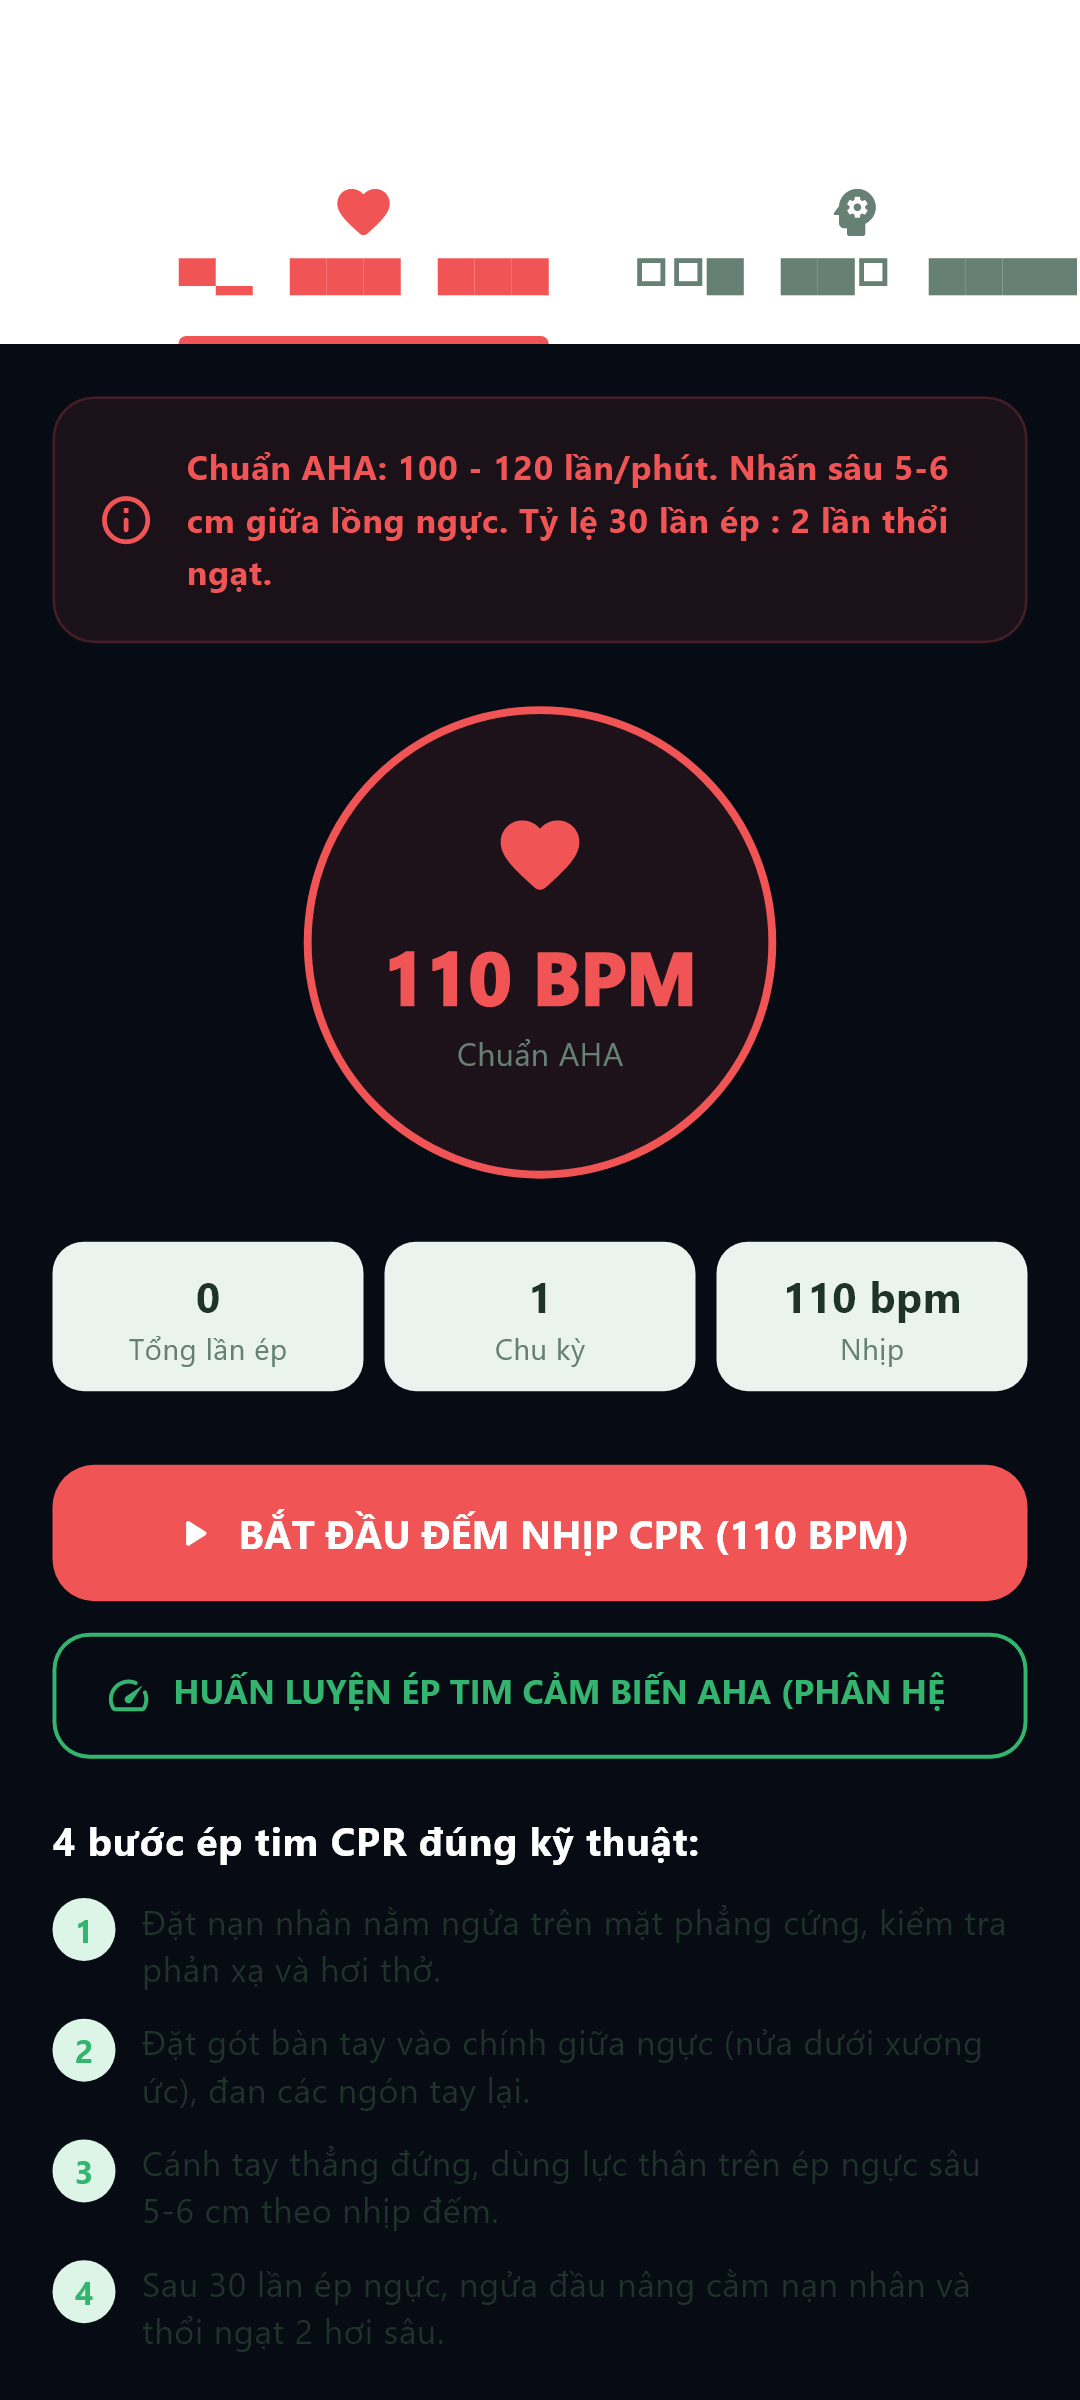 Chuẩn AHA: 100 - 120 lần/phút. Nhấn sâu 5-6
cm giữa lồng ngực. Tỷ lệ 30 lần ép : 2 lần thổi
ngạt.
110 BPM
Chuẩn AHA
0
Tổng lần ép
1
Chu kỳ
110 bpm
Nhịp
BẮT ĐẦU ĐẾM NHỊP CPR (110 BPM)
HUẤN LUYỆN ÉP TIM CẢM BIẾN AHA (PHÂN HỆ
4 bước ép tim CPR đúng kỹ thuật:
1
Đặt nạn nhân nằm ngửa trên mặt phẳng cứng, kiểm tra
phản xạ và hơi thở.
2
Đặt gót bàn tay vào chính giữa ngực (nửa dưới xương
ức), đan các ngón tay lại.
3
Cánh tay thẳng đứng, dùng lực thân trên ép ngực sâu
5-6 cm theo nhịp đếm.
4
Sau 30 lần ép ngực, ngửa đầu nâng cằm nạn nhân và
thổi ngạt 2 hơi sâu.